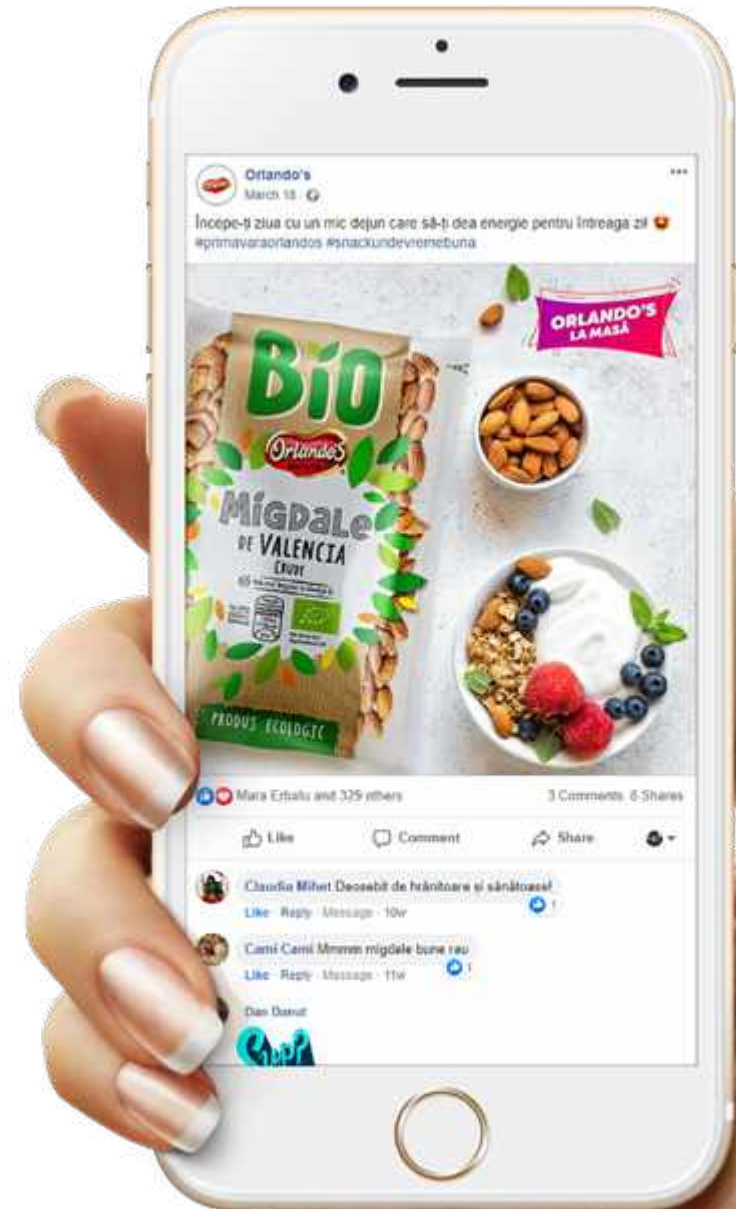 Orlando's
March 18
Începe-ți ziua cu un mic dejun care să-ți dea energie pentru întreaga zi!
#primavaraorlandos #snackuridevremebuna
ORLANDO'S
LA MASĂ
BIO
Orlando's
MIGDALE
DE VALENCIA
CRUDE
PRODUS ECOLOGIC
Mara Erbatu and 329 others
3 Comments 6 Shares
Like
Comment
Share
Claudia Mihet Deosebit de hrănitoare și sănătoase!
Like · Reply · Message · 10w
1
Cami Cami Mmmm migdale bune rau
Like · Reply · Message · 11w
1
Dan Danut